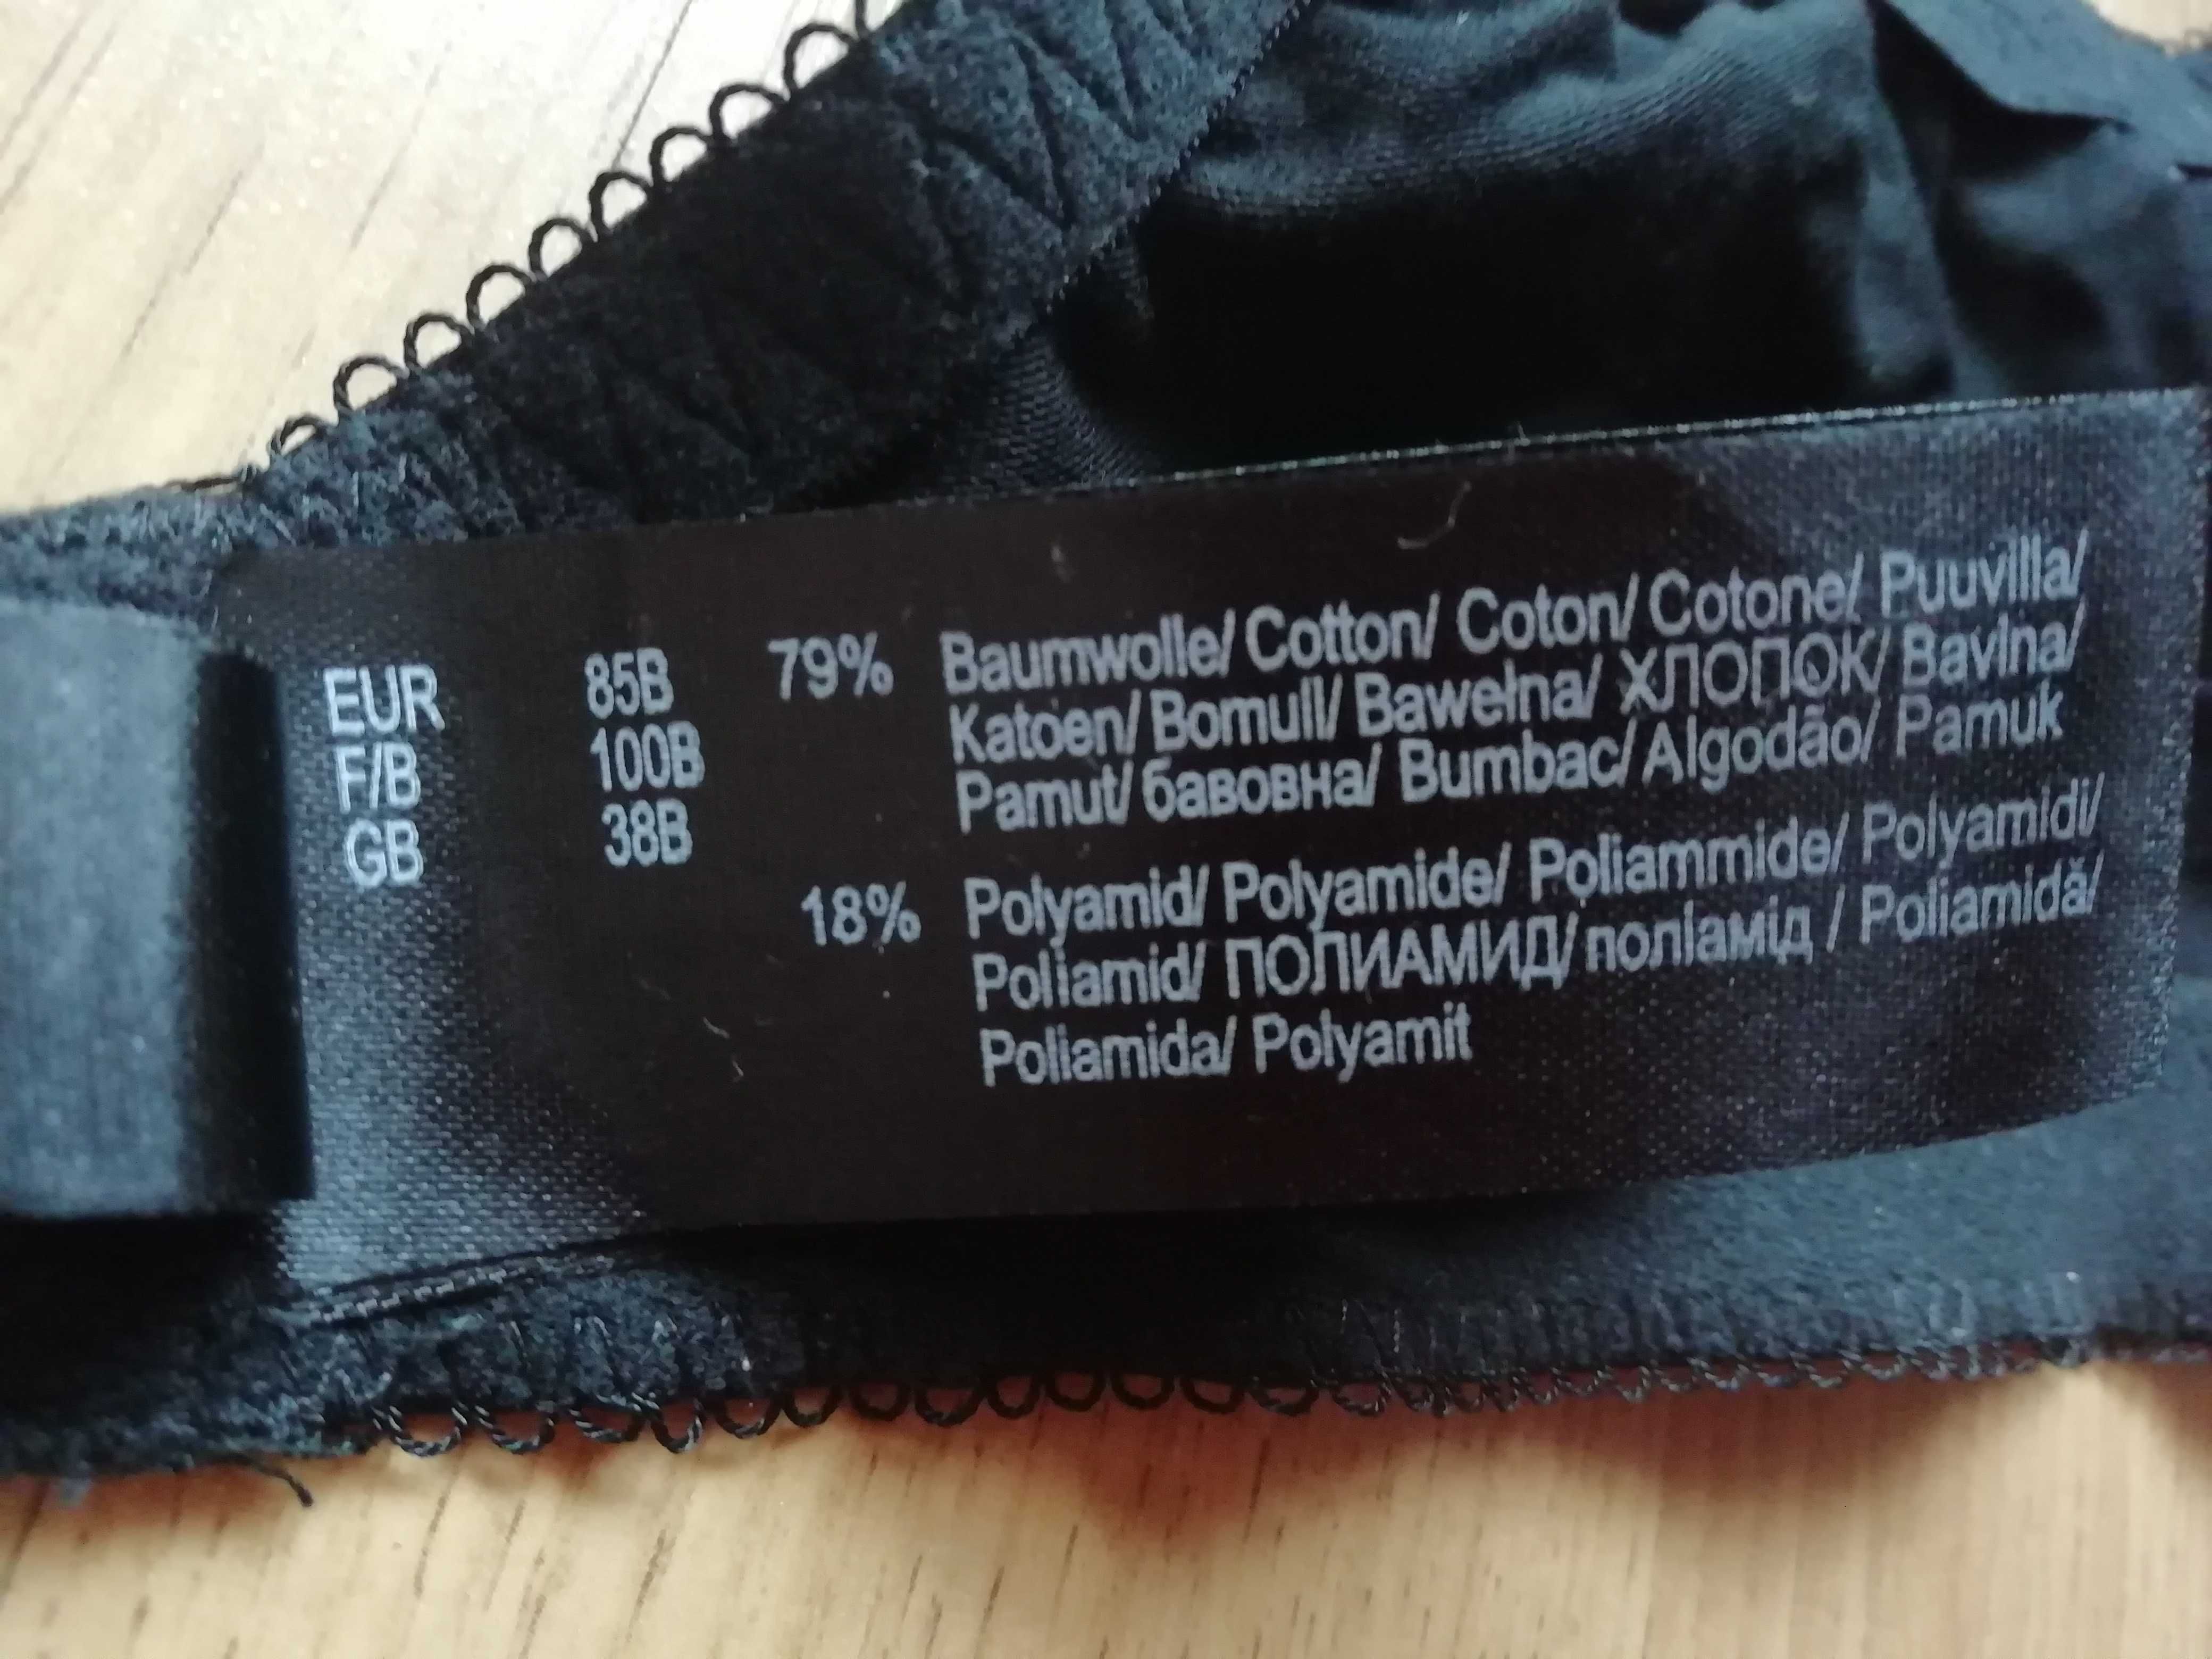 EUR 85B
F/B 100B
GB 38B
79% Baumwolle/ Cotton/ Coton/ Cotone/ Puuvilla/
Katoen/ Bomull/ Bawełna/ ХЛОПОК/ Bavlna/
Pamut/ бавовна/ Bumbac/ Algodão/ Pamuk
18% Polyamid/ Polyamide/ Poliammide/ Polyamidi/
Poliamid/ ПОЛИАМИД/ поліамід / Poliamidă/
Poliamida/ Polyamit